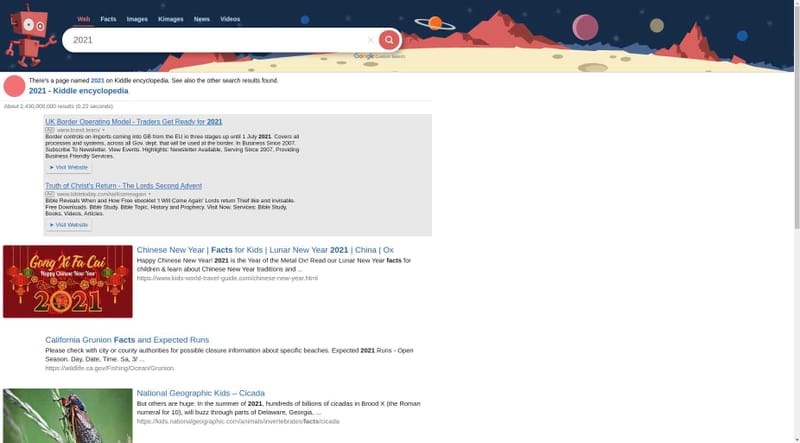 Web Facts Images Kimages News Videos
2021
Google Custom Search
There's a page named 2021 on Kiddle encyclopedia. See also the other search results found.
2021 - Kiddle encyclopedia
About 2,430,000,000 results (0.22 seconds)
UK Border Operating Model - Traders Get Ready for 2021
Ad
Border controls on imports coming into GB from the EU in three stages up until 1 July 2021. Covers all
processes and systems, across all Gov. dept. that will be used at the border. In Business Since 2007.
Subscribe To Newsletter. View Events. Highlights: Newsletter Available, Serving Since 2007, Providing
Business Friendly Services.
➤ Visit Website
Truth of Christ's Return - The Lords Second Advent
Ad
Bible Reveals When and How Free ebooklet 'I Will Come Again' Lords return Thief like and invisable.
Free Downloads. Bible Study. Bible Topic, History and Prophecy. Visit Now. Services: Bible Study,
Books, Videos, Articles.
➤ Visit Website
Gong Xi Fa Cai
Happy Chinese New Year
2021
Chinese New Year | Facts for Kids | Lunar New Year 2021 | China | Ox
Happy Chinese New Year! 2021 is the Year of the Metal Ox! Read our Lunar New Year facts for
children & learn about Chinese New Year traditions and ...
https://www.kids-world-travel-guide.com/chinese-new-year.html
California Grunion Facts and Expected Runs
Please check with city or county authorities for possible closure information about specific beaches. Expected 2021 Runs - Open
Season. Day, Date, Time. Sa, 3/ ...
https://wildlife.ca.gov/Fishing/Ocean/Grunion
National Geographic Kids – Cicada
But others are huge: In the summer of 2021, hundreds of billions of cicadas in Brood X (the Roman
numeral for 10), will buzz through parts of Delaware, Georgia, ...
https://kids.nationalgeographic.com/animals/invertebrates/facts/cicada